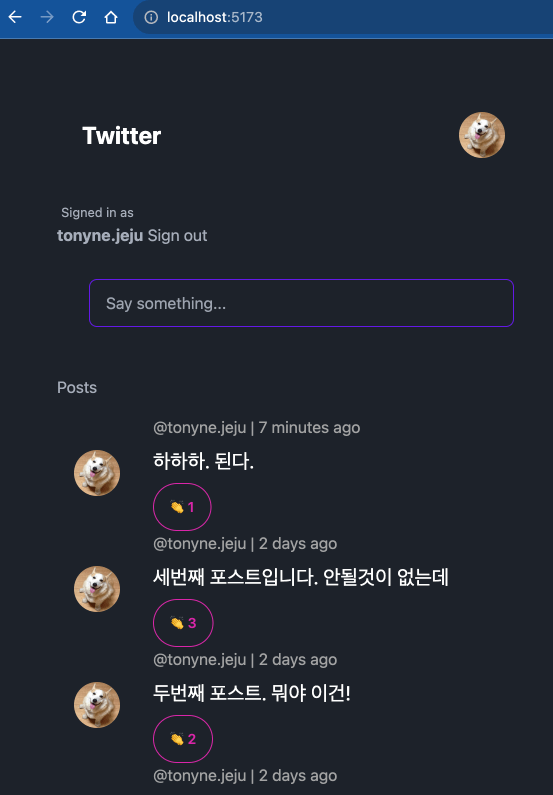 localhost:5173
Twitter
Signed in as
tonyne.jeju Sign out
Say something...
Posts
@tonyne.jeju | 7 minutes ago
하하하. 된다.
👏 1
@tonyne.jeju | 2 days ago
세번째 포스트입니다. 안될것이 없는데
👏 3
@tonyne.jeju | 2 days ago
두번째 포스트. 뭐야 이건!
👏 2
@tonyne.jeju | 2 days ago